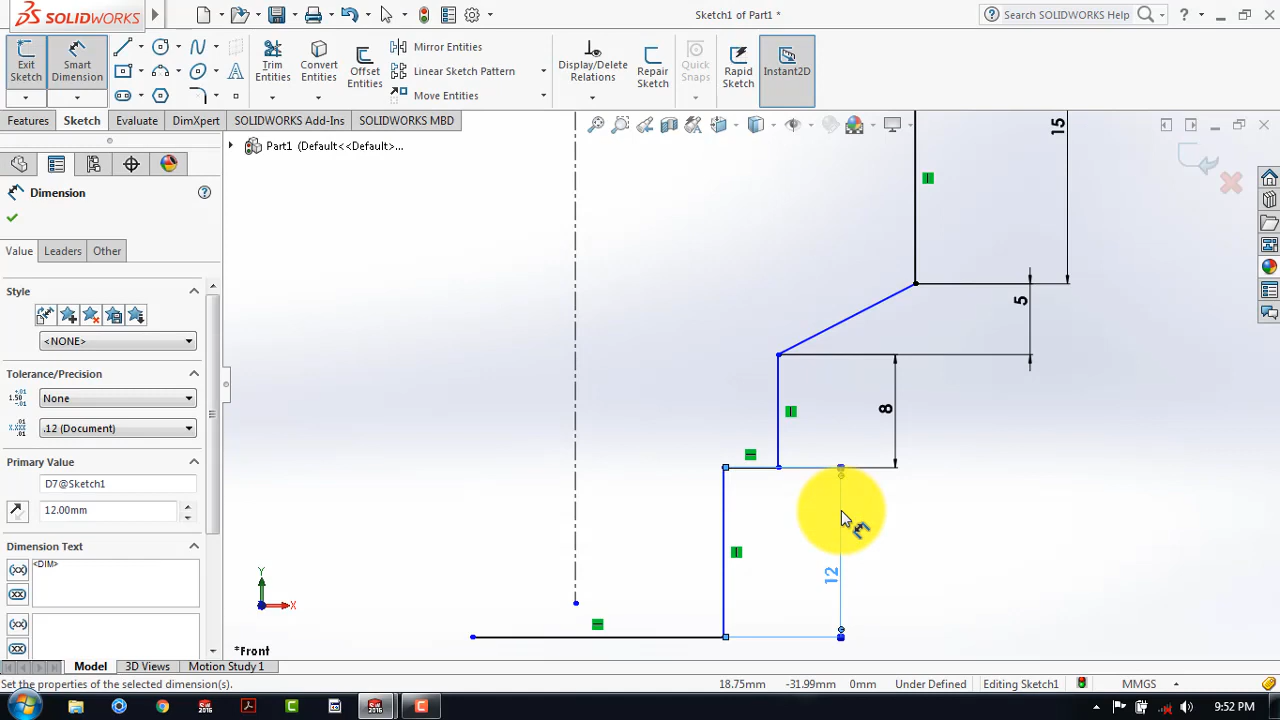 SOLIDWORKS
Sketch1 of Part1 *
Search SOLIDWORKS Help
Exit Sketch
Smart Dimension
Trim Entities
Convert Entities
Offset Entities
Mirror Entities
Linear Sketch Pattern
Move Entities
Display/Delete Relations
Repair Sketch
Quick Snaps
Rapid Sketch
Instant2D
Features Sketch Evaluate DimXpert SOLIDWORKS Add-Ins SOLIDWORKS MBD
Part1 (Default<<Default>...
Dimension
Value Leaders Other
Style
<NONE>
Tolerance/Precision
None
.12 (Document)
Primary Value
D7@Sketch1
12.00mm
Dimension Text
<DIM>
15
5
8
12
Y
X
*Front
Model 3D Views Motion Study 1
Set the properties of the selected dimension(s).
18.75mm -31.99mm 0mm Under Defined Editing Sketch1 MMGS
9:52 PM